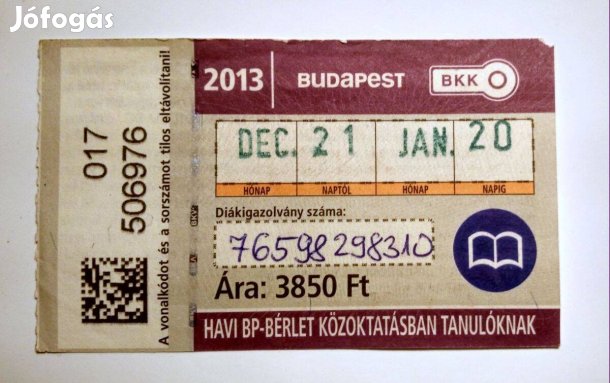 Jófogás
017
506976
A vonalkódot és a sorszámot tilos eltávolítani!
2013 BUDAPEST BKK
DEC. 21 JAN. 20
HÓNAP NAPTÓL HÓNAP NAPIG
Diákigazolvány száma:
76598298310
Ára: 3850 Ft
HAVI BP-BÉRLET KÖZOKTATÁSBAN TANULÓKNAK